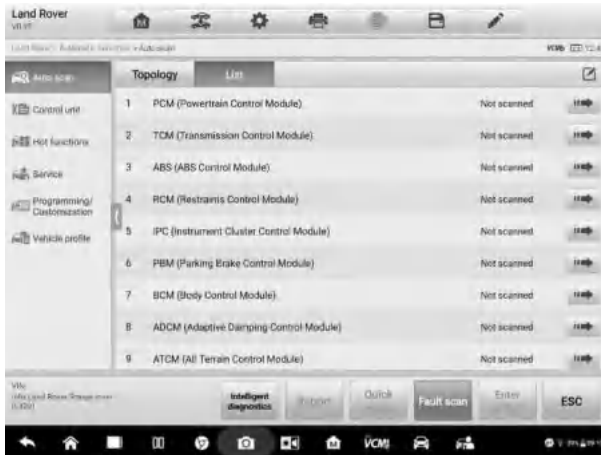 Land Rover
Auto scan
VCMI
Auto scan
Control unit
Hot functions
Service
Programming/
Customization
Vehicle profile
Topology
List
1 PCM (Powertrain Control Module) Not scanned
2 TCM (Transmission Control Module) Not scanned
3 ABS (ABS Control Module) Not scanned
4 RCM (Restraints Control Module) Not scanned
5 IPC (Instrument Cluster Control Module) Not scanned
6 PBM (Parking Brake Control Module) Not scanned
7 BCM (Body Control Module) Not scanned
8 ADCM (Adaptive Damping Control Module) Not scanned
9 ATCM (All Terrain Control Module) Not scanned
Intelligent
diagnostics
Report
Quick
Fault scan
Enter
ESC
VCMI